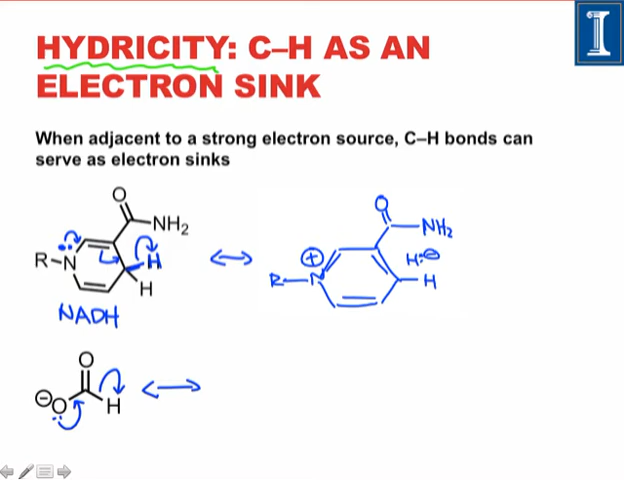 HYDRICITY: C–H AS AN
ELECTRON SINK
I
When adjacent to a strong electron source, C–H bonds can
serve as electron sinks
O
NH₂
R–N
H
H
NADH
O
NH₂
⊕
H:⊖
R–N
H
O
⊖O
H